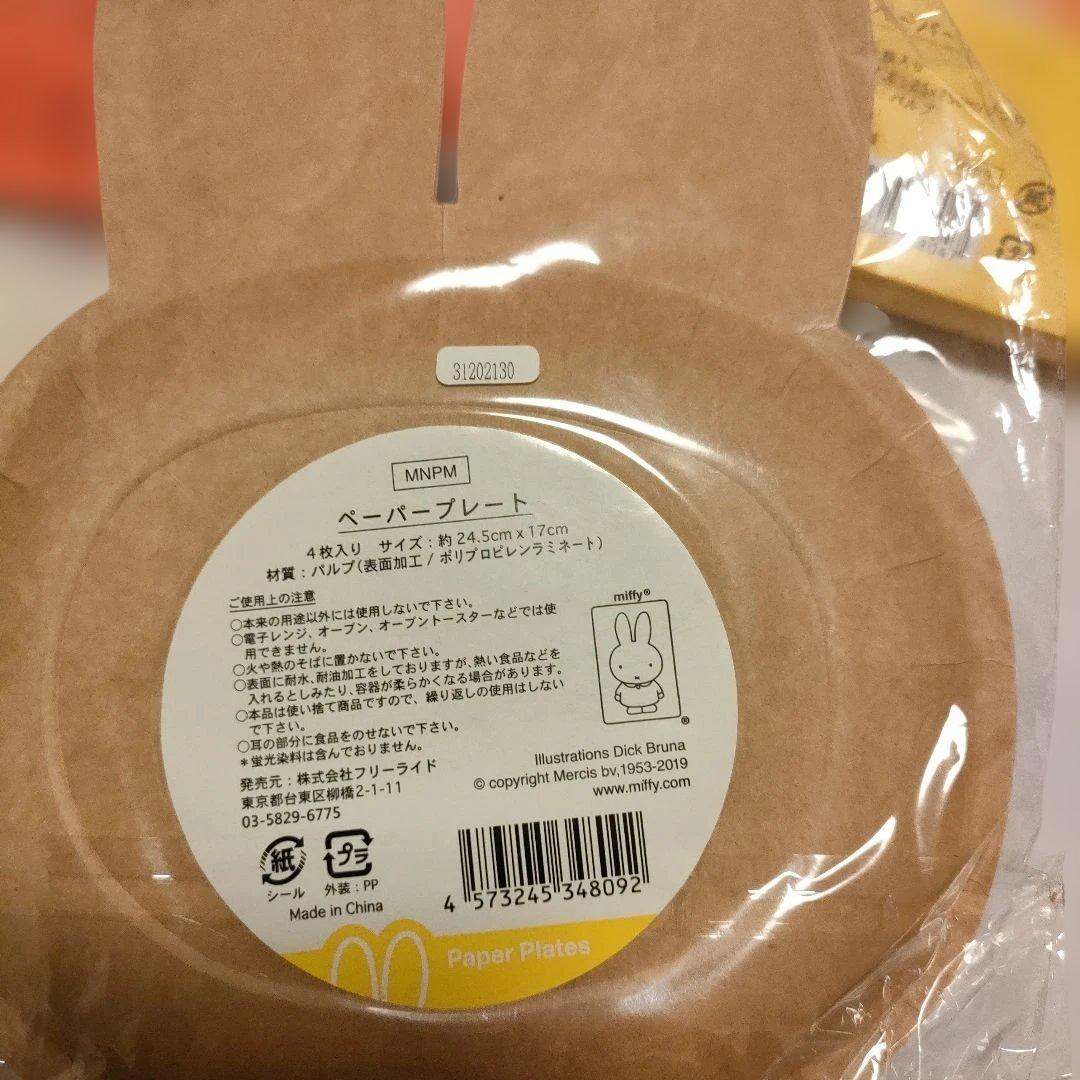 31202130
MNPM
ペーパープレート
4枚入り サイズ：約 24.5cm x 17cm
材質：パルプ(表面加工 / ポリプロピレンラミネート)
ご使用上の注意
○本来の用途以外には使用しないで下さい。
○電子レンジ、オーブン、オーブントースターなどでは使
用できません。
○火や熱のそばに置かないで下さい。
○表面に耐水、耐油加工をしておりますが、熱い食品などを
入れるとしみたり、容器が柔らかくなる場合があります。
○本品は使い捨て商品ですので、繰り返しの使用はしない
で下さい。
○耳の部分に食品をのせないで下さい。
＊蛍光染料は含んでおりません。
発売元：株式会社フリーライド
東京都台東区柳橋2-1-11
03-5829-6775
miffy®
®
Illustrations Dick Bruna
© copyright Mercis bv,1953-2019
www.miffy.com
紙
シール
プラ
外装：PP
Made in China
4 573245 348092
Paper Plates